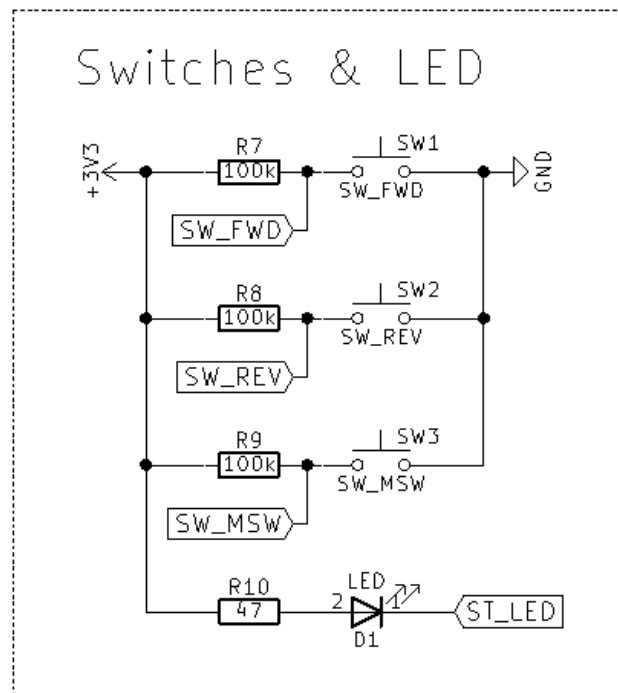 Switches & LED
+3V3
R7
100k
SW1
SW_FWD
GND
SW_FWD
R8
100k
SW2
SW_REV
SW_REV
R9
100k
SW3
SW_MSW
SW_MSW
R10
47
LED
2
1
D1
ST_LED